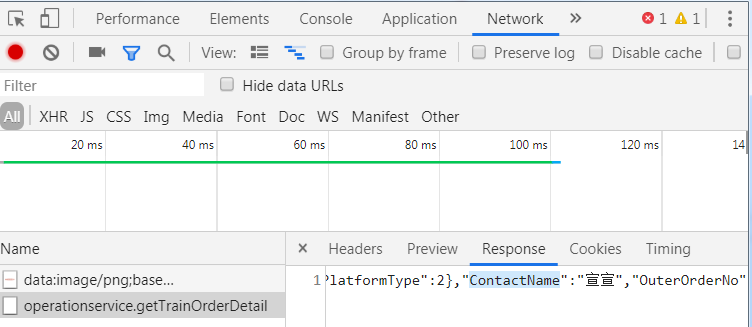 Performance Elements Console Application Network » 1 1
View: Group by frame Preserve log Disable cache
Filter Hide data URLs
All XHR JS CSS Img Media Font Doc WS Manifest Other
20 ms 40 ms 60 ms 80 ms 100 ms 120 ms 14
Name × Headers Preview Response Cookies Timing
data:image/png;base...
1 PlatformType":2},"ContactName":"宣宣","OuterOrderNo"
operationservice.getTrainOrderDetail